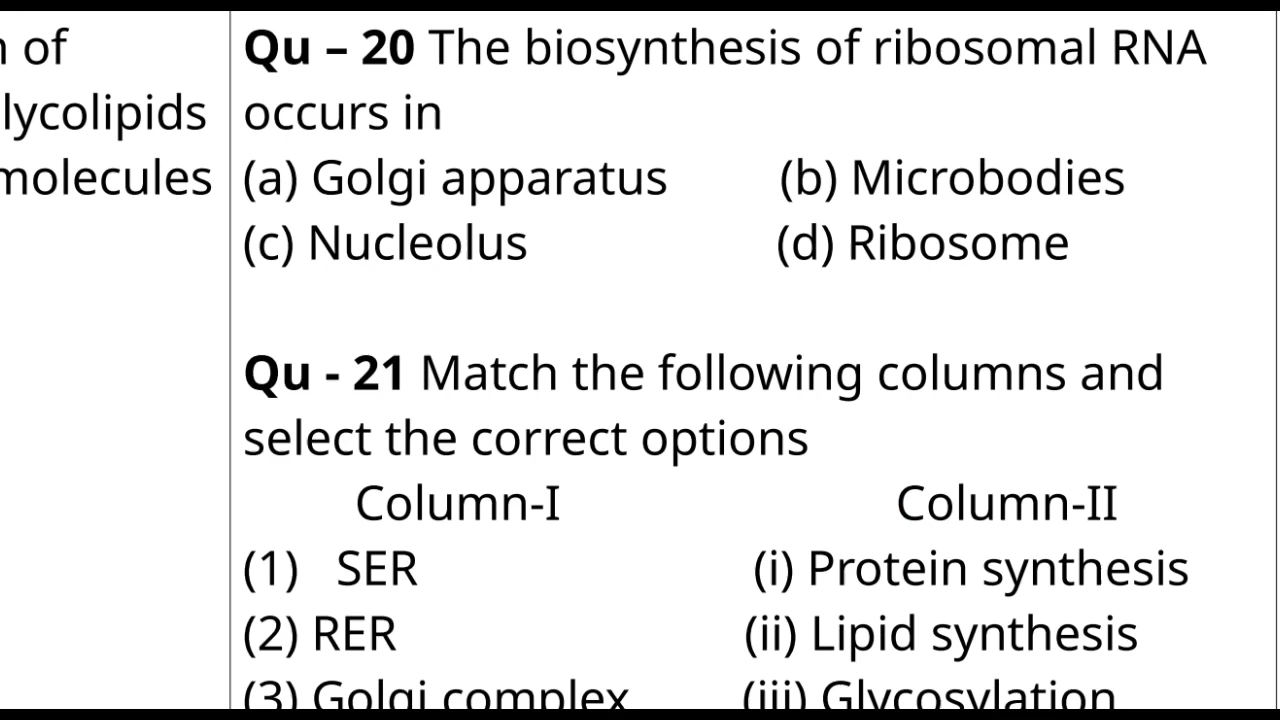 of
lycolipids
molecules
Qu – 20 The biosynthesis of ribosomal RNA
occurs in
(a) Golgi apparatus (b) Microbodies
(c) Nucleolus (d) Ribosome
Qu - 21 Match the following columns and
select the correct options
Column-I Column-II
(1) SER (i) Protein synthesis
(2) RER (ii) Lipid synthesis
(3) Golgi complex (iii) Glycosylation